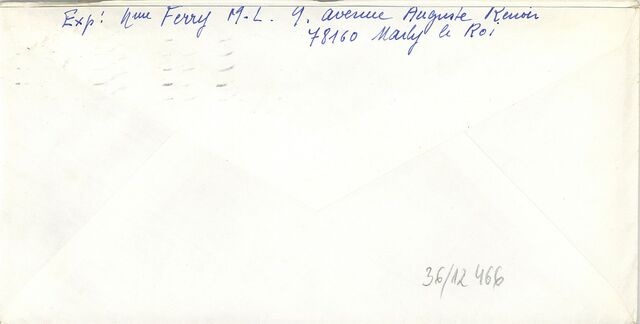 Exp: Mme Ferry M-L. 9, avenue Auguste Renoir
78160 Marly le Roi
36/12 466